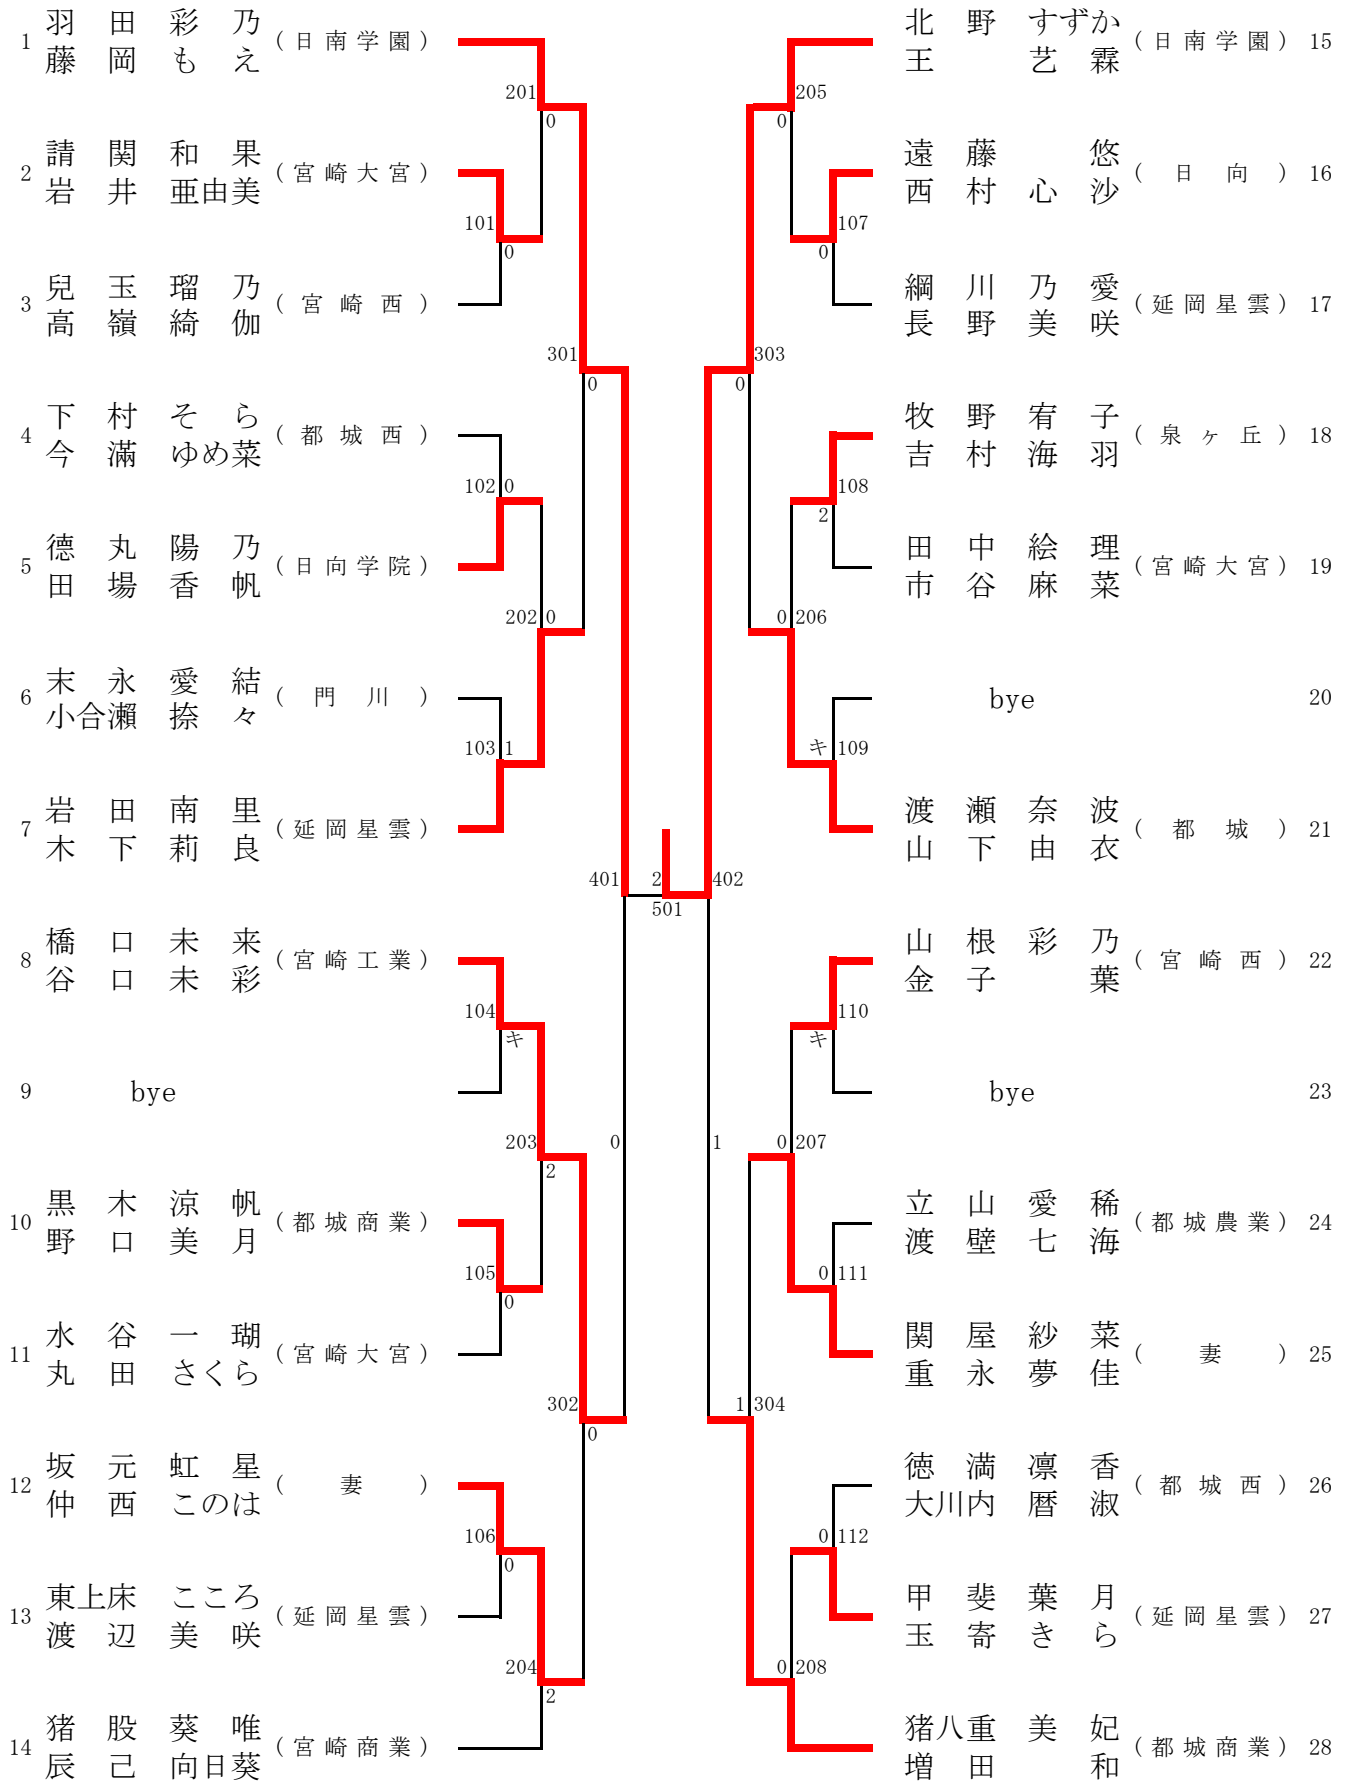 1 羽田彩乃 (日南学園)
藤岡もえ
201
0
2 請関和果 (宮崎大宮)
岩井亜由美
101
0
3 兒玉瑠乃 (宮崎西)
高嶺綺伽
301
0
4 下村そら (都城西)
今滿ゆめ菜
102 0
5 德丸陽乃 (日向学院)
田場香帆
202 0
6 末永愛結 (門川)
小合瀬捺々
103 1
7 岩田南里 (延岡星雲)
木下莉良
401
8 橋口未来 (宮崎工業)
谷口未彩
104
キ
9 bye
203
2
0
10 黒木涼帆 (都城商業)
野口美月
105
0
11 水谷一瑚 (宮崎大宮)
丸田さくら
302
0
12 坂元虹星 (妻)
仲西このは
106
0
13 東上床こころ (延岡星雲)
渡辺美咲
204
2
14 猪股葵唯 (宮崎商業)
辰己向日葵
2
501
北野すずか (日南学園) 15
王艺霖
205
0
遠藤悠 (日向) 16
西村心沙
107
0
綱川乃愛 (延岡星雲) 17
長野美咲
303
0
牧野宥子 (泉ヶ丘) 18
吉村海羽
108
2
田中絵理 (宮崎大宮) 19
市谷麻菜
0 206
bye 20
キ 109
渡瀬奈波 (都城) 21
山下由衣
402
山根彩乃 (宮崎西) 22
金子葉
110
キ
bye 23
1
0 207
立山愛稀 (都城農業) 24
渡壁七海
0 111
関屋紗菜 (妻) 25
重永夢佳
1 304
徳満凛香 (都城西) 26
大川内暦淑
0 112
甲斐葉月 (延岡星雲) 27
玉寄きら
0 208
猪八重美妃 (都城商業) 28
増田和